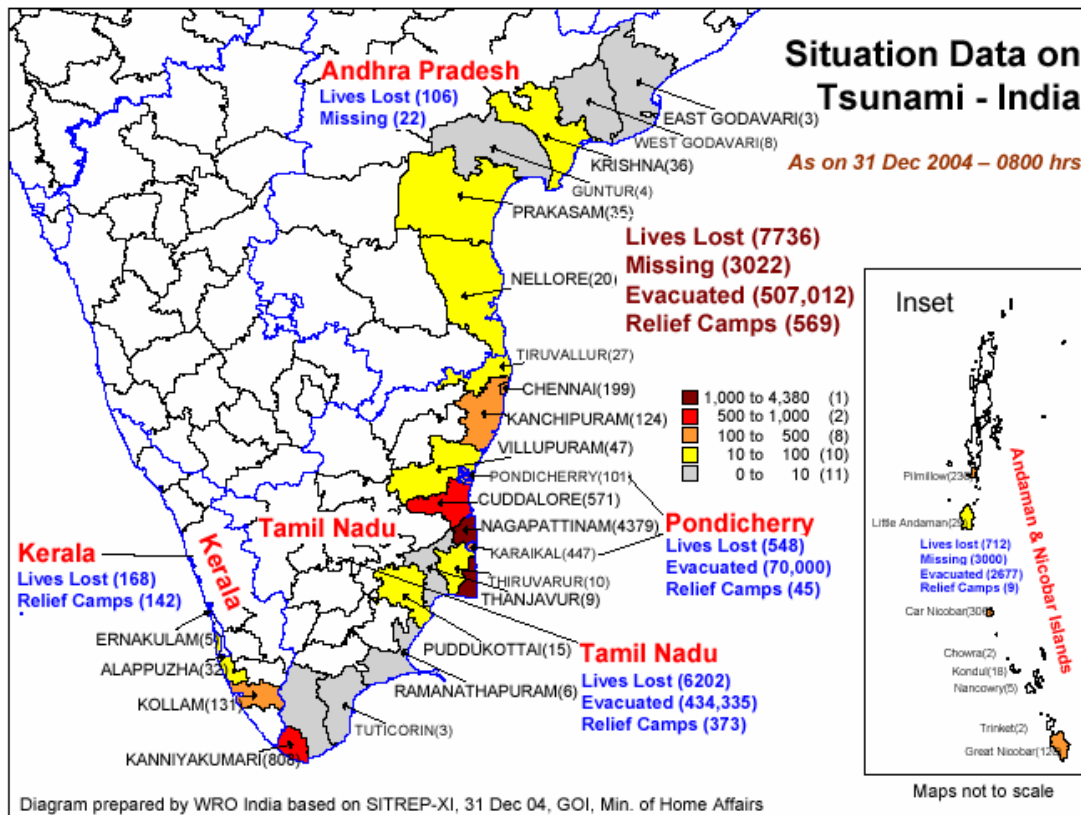 Situation Data on
Tsunami - India
As on 31 Dec 2004 – 0800 hrs
Andhra Pradesh
Lives Lost (106)
Missing (22)
EAST GODAVARI(3)
WEST GODAVARI(8)
KRISHNA(36)
GUNTUR(4)
PRAKASAM(35)
Lives Lost (7736)
Missing (3022)
Evacuated (507,012)
Relief Camps (569)
NELLORE(20)
TIRUVALLUR(27)
CHENNAI(199)
KANCHIPURAM(124)
VILLUPURAM(47)
PONDICHERRY(101)
CUDDALORE(571)
NAGAPATTINAM(4379)
KARAIKAL(447)
THIRUVARUR(10)
THANJAVUR(9)
PUDDUKOTTAI(15)
RAMANATHAPURAM(6)
TUTICORIN(3)
1,000 to 4,380 (1)
500 to 1,000 (2)
100 to 500 (8)
10 to 100 (10)
0 to 10 (11)
Pondicherry
Lives Lost (548)
Evacuated (70,000)
Relief Camps (45)
Tamil Nadu
Tamil Nadu
Lives Lost (6202)
Evacuated (434,335)
Relief Camps (373)
Kerala
Lives Lost (168)
Relief Camps (142)
Kerala
ERNAKULAM(5)
ALAPPUZHA(32)
KOLLAM(131)
KANNIYAKUMARI(808)
Inset
Pilmillow
Little Andaman
Andaman & Nicobar Islands
Lives lost (712)
Missing (3000)
Evacuated (2677)
Relief Camps (9)
Car Nicobar(306)
Chowra(2)
Kondul(18)
Nancowry(5)
Trinket(2)
Great Nicobar
Maps not to scale
Diagram prepared by WRO India based on SITREP-XI, 31 Dec 04, GOI, Min. of Home Affairs